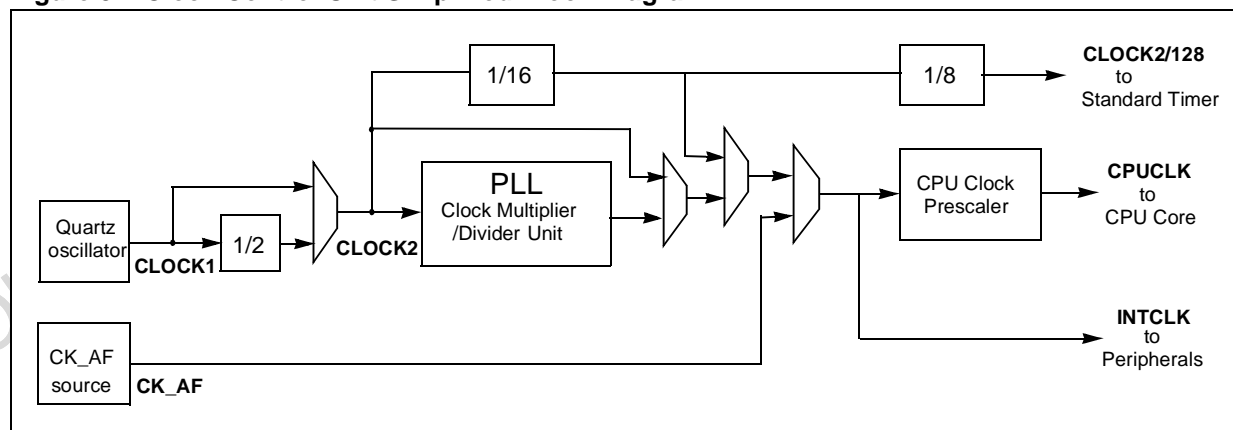 1/16
1/8
CLOCK2/128
to
Standard Timer
PLL
Clock Multiplier
/Divider Unit
CPU Clock
Prescaler
CPUCLK
to
CPU Core
Quartz
oscillator
CLOCK1
1/2
CLOCK2
INTCLK
to
Peripherals
CK_AF
source
CK_AF